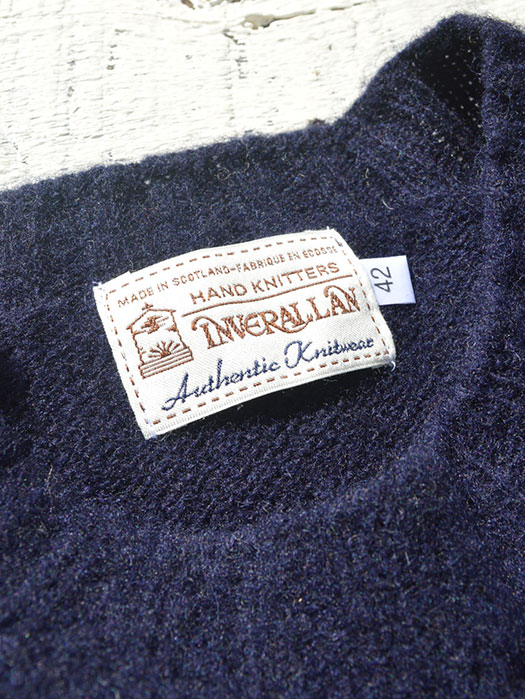 MADE IN SCOTLAND–FABRIQUE EN ECOSSE
HAND KNITTERS
INVERALLAN
Authentic Knitwear
42